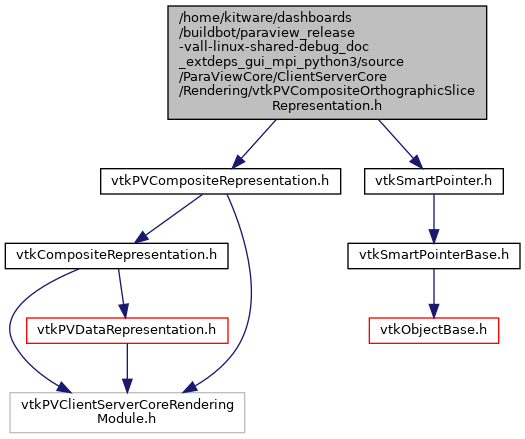 /home/kitware/dashboards
/buildbot/paraview_release
-vall-linux-shared-debug_doc
_extdeps_gui_mpi_python3/source
/ParaViewCore/ClientServerCore
/Rendering/vtkPVCompositeOrthographicSlice
Representation.h
vtkPVCompositeRepresentation.h
vtkSmartPointer.h
vtkCompositeRepresentation.h
vtkSmartPointerBase.h
vtkPVDataRepresentation.h
vtkObjectBase.h
vtkPVClientServerCoreRendering
Module.h